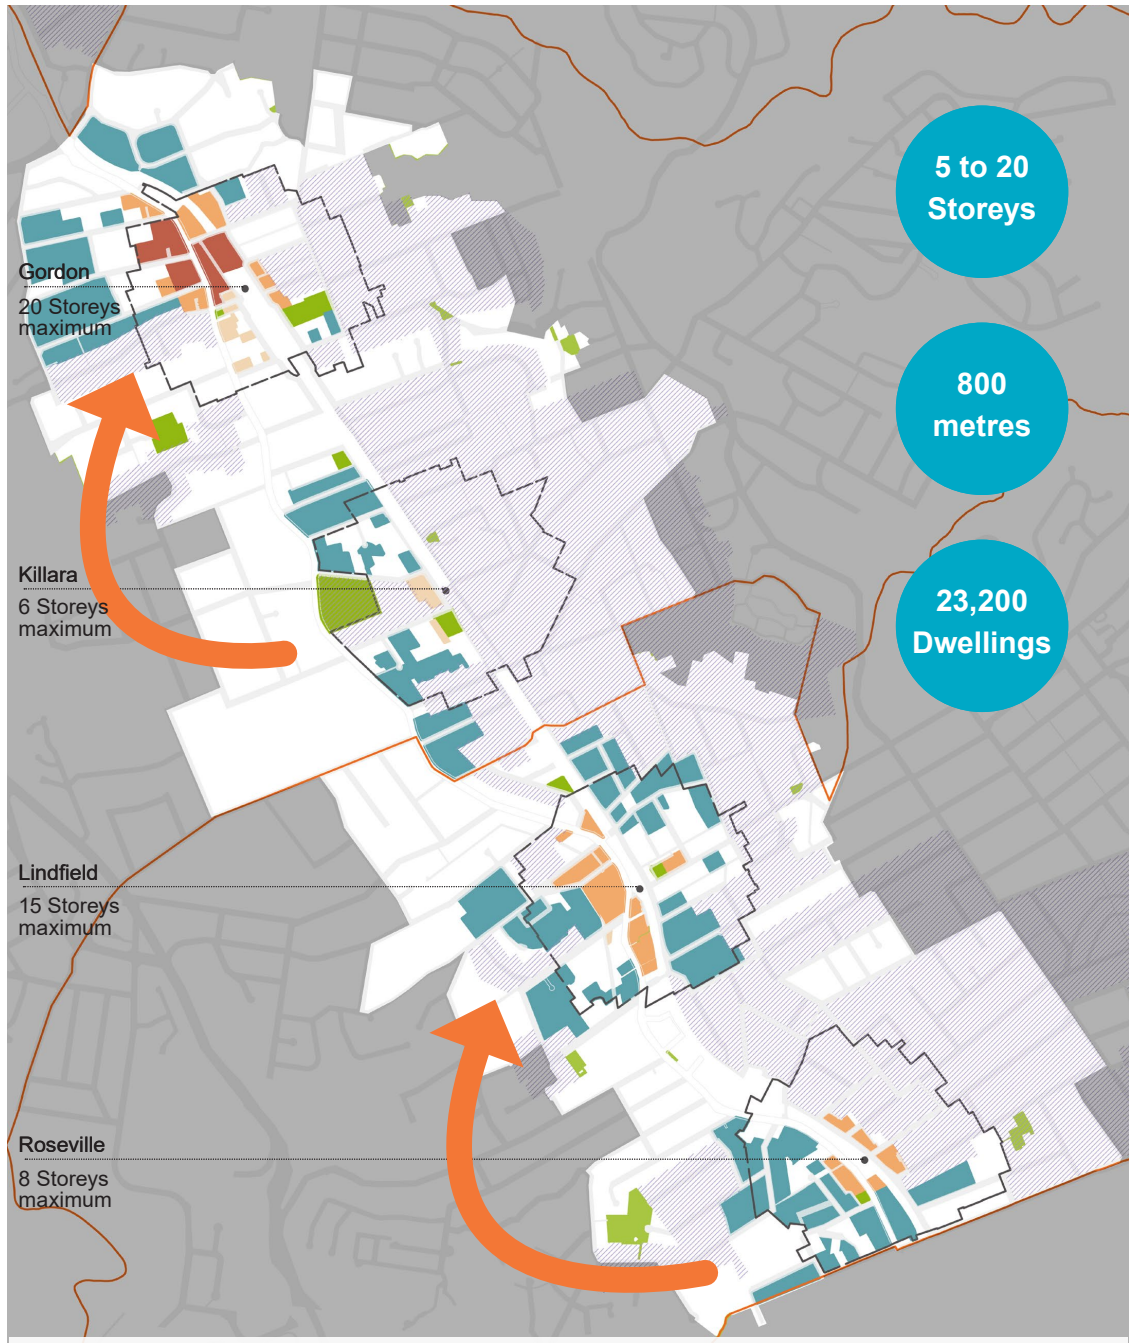 5 to 20
Storeys
Gordon
20 Storeys
maximum
800
metres
Killara
6 Storeys
maximum
23,200
Dwellings
Lindfield
15 Storeys
maximum
Roseville
8 Storeys
maximum